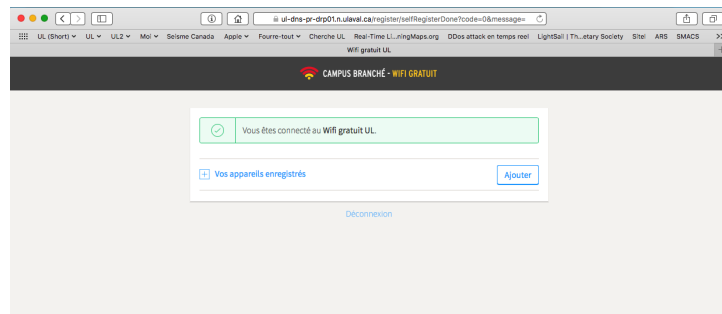 ul-dns-pr-drp01.n.ulaval.ca/register/selfRegisterDone?code=0&message=
UL (Short) UL UL2 Moi Seisme Canada Apple Fourre-tout Cherche UL Real-Time Li...ningMaps.org DDos attack en temps reel LightSail | Th...etary Society Sitel ARS SMACS >>
Wifi gratuit UL
CAMPUS BRANCHÉ - WIFI GRATUIT
Vous êtes connecté au Wifi gratuit UL.
Vos appareils enregistrés Ajouter
Déconnexion